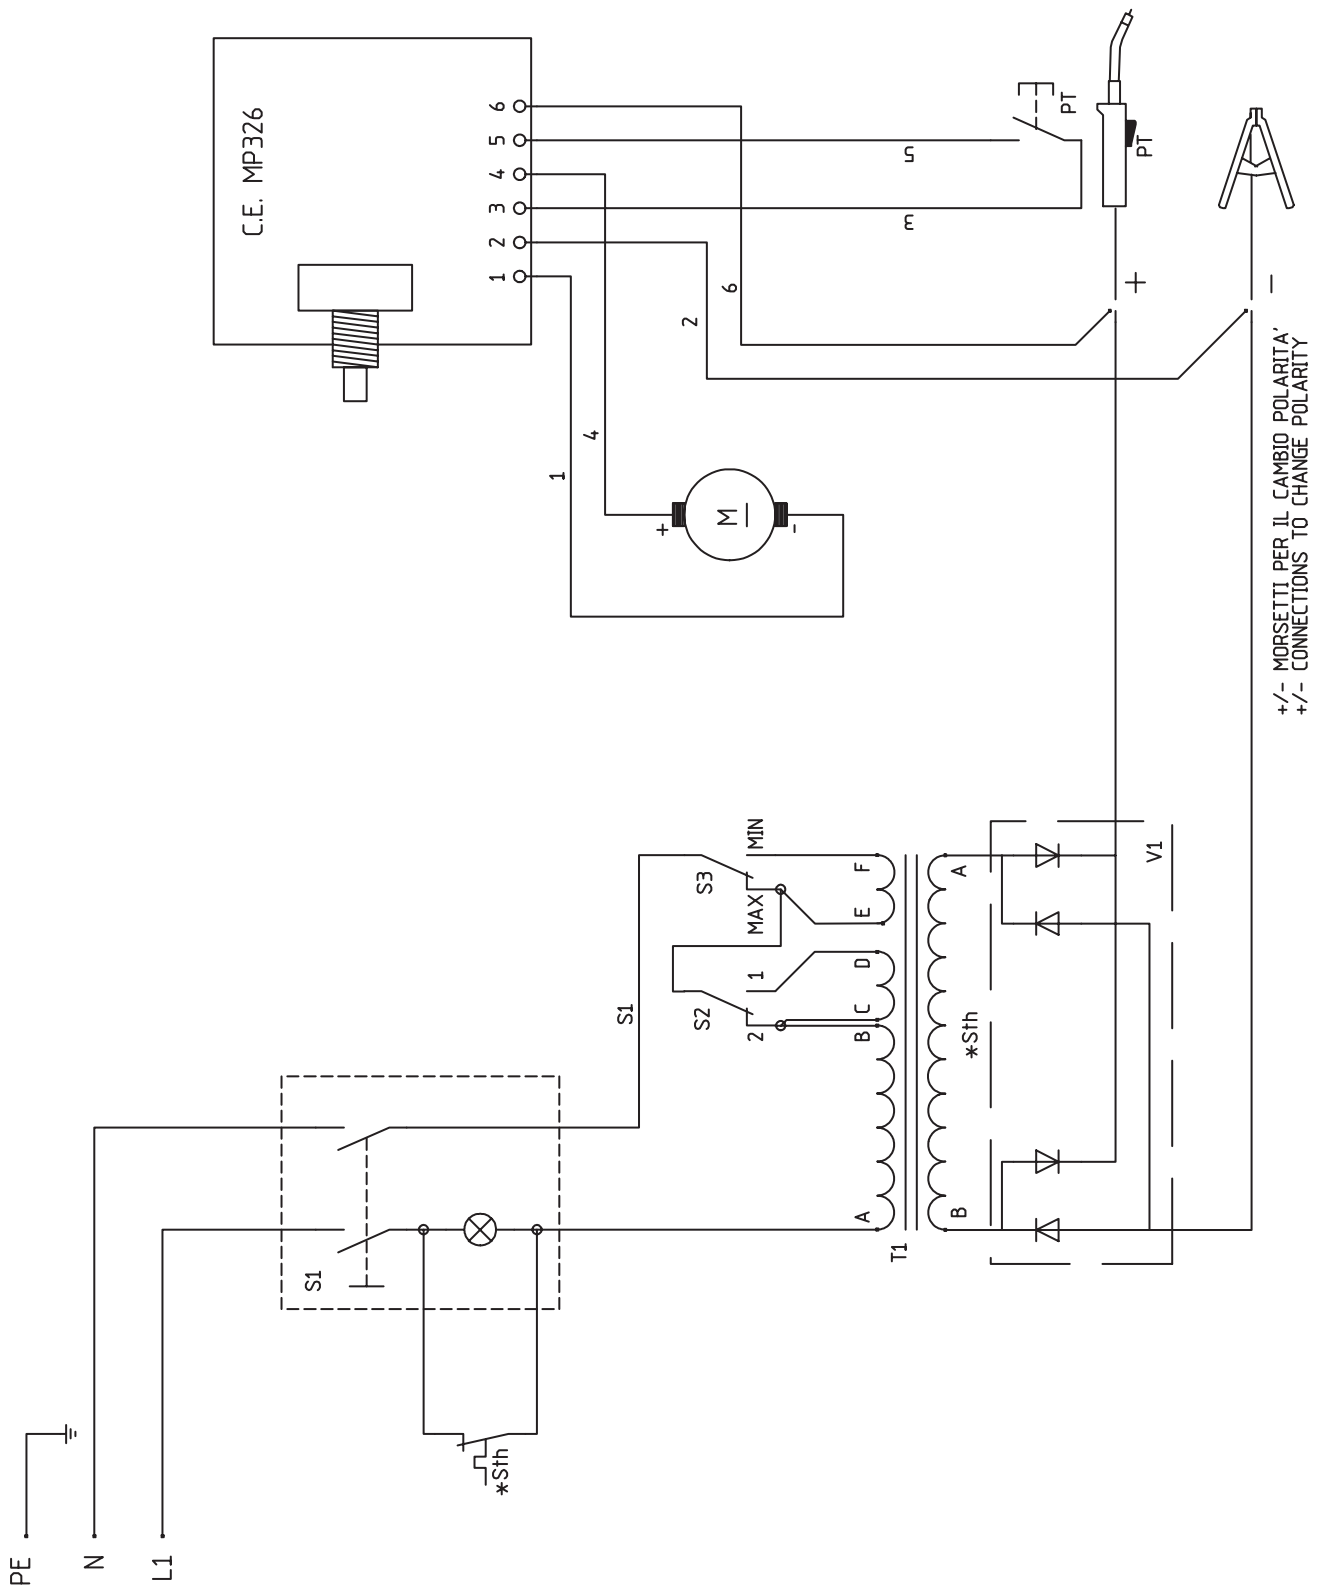 PE
N
L1
S1
*Sth
S1
S2
S3
MAX
MIN
1
2
A
B
C
D
E
F
T1
B
*Sth
A
V1
C.E. MP326
1
2
3
4
5
6
1
4
2
6
3
5
+
M
-
PT
PT
+
-
+/- MORSETTI PER IL CAMBIO POLARITA'
+/- CONNECTIONS TO CHANGE POLARITY